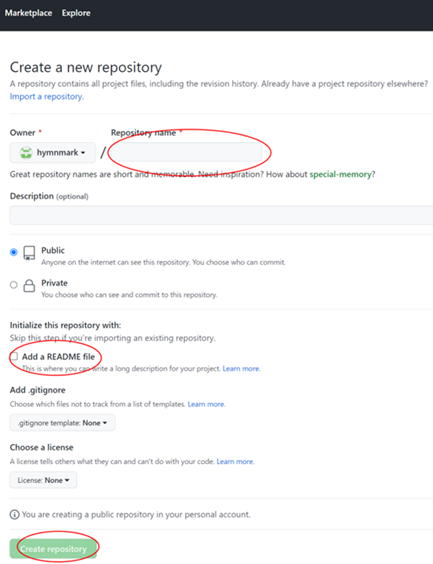 Marketplace Explore
Create a new repository
A repository contains all project files, including the revision history. Already have a project repository elsewhere?
Import a repository.
Owner * Repository name *
hymnmark /
Great repository names are short and memorable. Need inspiration? How about special-memory?
Description (optional)
Public
Anyone on the internet can see this repository. You choose who can commit.
Private
You choose who can see and commit to this repository.
Initialize this repository with:
Skip this step if you're importing an existing repository.
Add a README file
This is where you can write a long description for your project. Learn more.
Add .gitignore
Choose which files not to track from a list of templates. Learn more.
.gitignore template: None
Choose a license
A license tells others what they can and can't do with your code. Learn more.
License: None
You are creating a public repository in your personal account.
Create repository